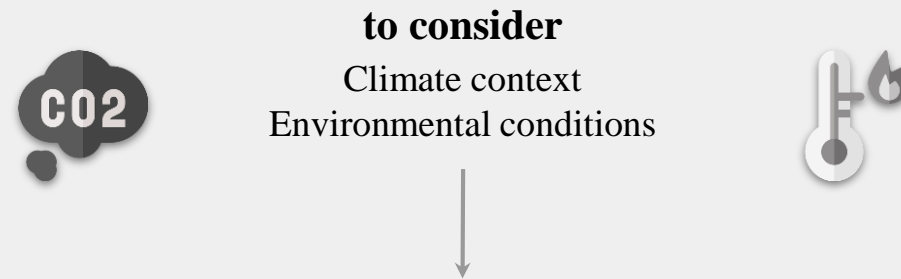 to consider
Climate context
Environmental conditions
CO2